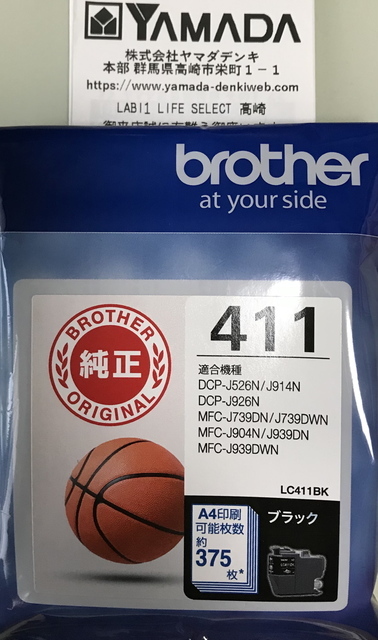 YAMADA
株式会社ヤマダデンキ
本部 群馬県高崎市栄町1-1
https://www.yamada-denkiweb.com
LABI1 LIFE SELECT 高崎
brother
at your side
BROTHER
純正
ORIGINAL
411
適合機種
DCP-J526N/J914N
DCP-J926N
MFC-J739DN/J739DWN
MFC-J904N/J939DN
MFC-J939DWN
LC411BK
A4印刷
可能枚数
約
375
枚*
ブラック